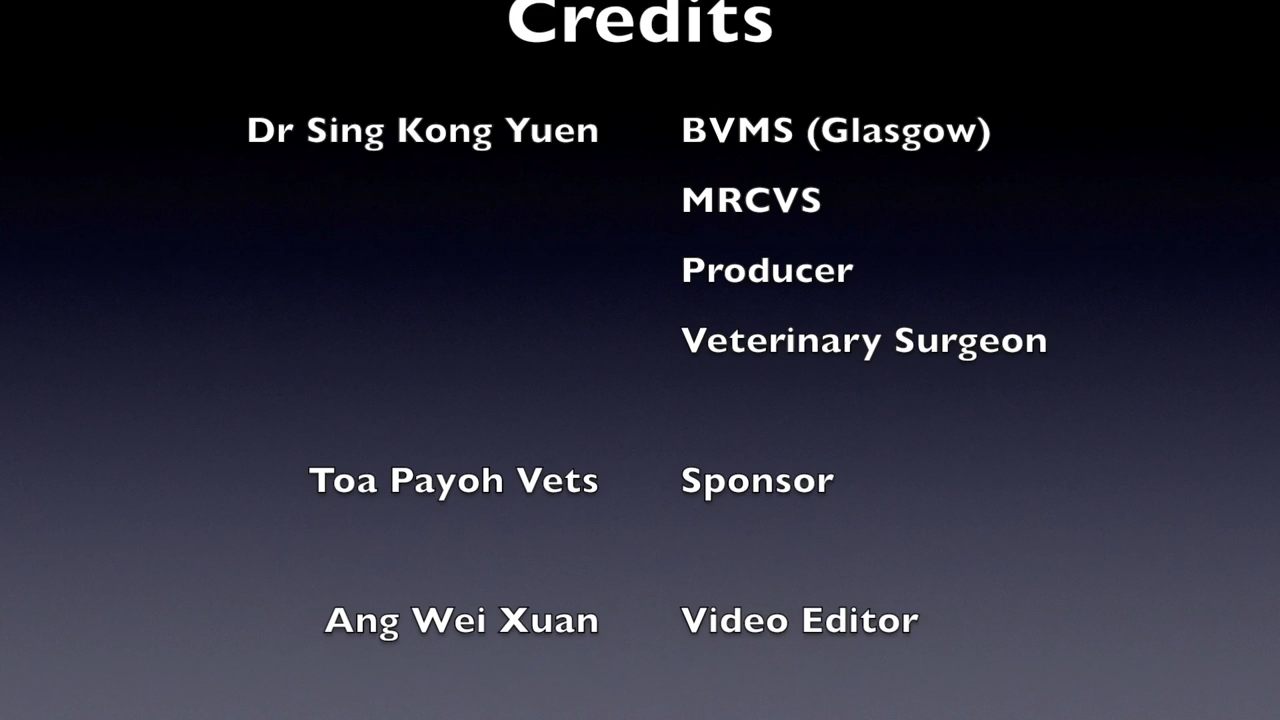 Credits
Dr Sing Kong Yuen BVMS (Glasgow)
MRCVS
Producer
Veterinary Surgeon
Toa Payoh Vets Sponsor
Ang Wei Xuan Video Editor